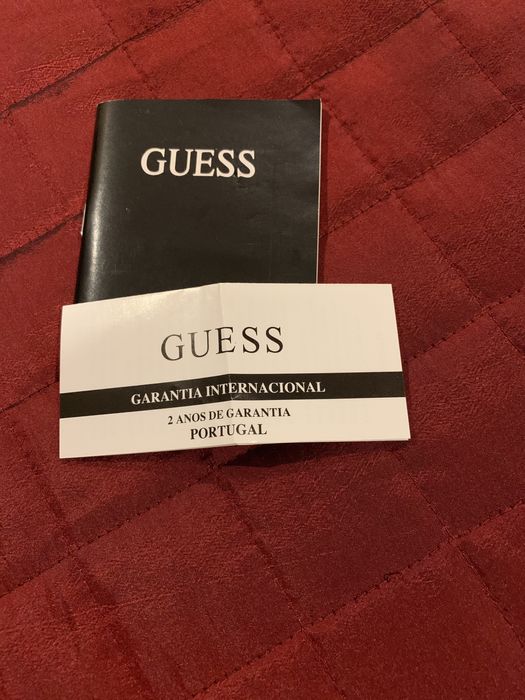 GUESS
GUESS
GARANTIA INTERNACIONAL
2 ANOS DE GARANTIA
PORTUGAL